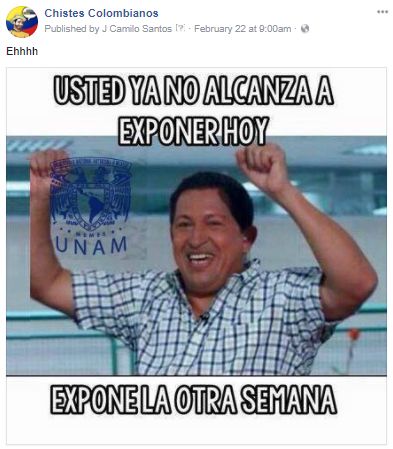 Chistes Colombianos
Published by J Camilo Santos [?] · February 22 at 9:00am ·
Ehhhh
USTED YA NO ALCANZA A
EXPONER HOY
MEMES
UNAM
EXPONE LA OTRA SEMANA